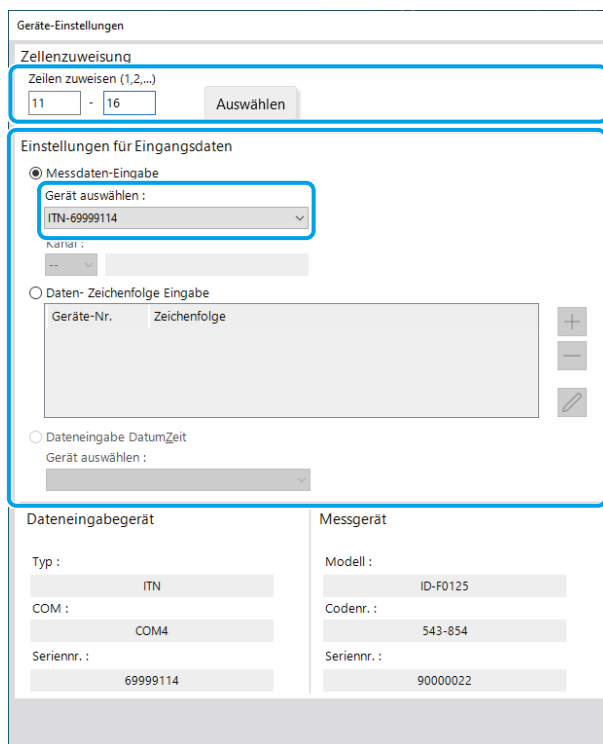 Geräte-Einstellungen
Zellenzuweisung
Zeilen zuweisen (1,2,...)
11 - 16 Auswählen
Einstellungen für Eingangsdaten
Messdaten-Eingabe
Gerät auswählen :
ITN-69999114
Kanal :
--
Daten- Zeichenfolge Eingabe
Geräte-Nr. Zeichenfolge
Dateneingabe DatumZeit
Gerät auswählen :
Dateneingabegerät Messgerät
Typ : Modell :
ITN ID-F0125
COM : Codenr. :
COM4 543-854
Seriennr. : Seriennr. :
69999114 90000022